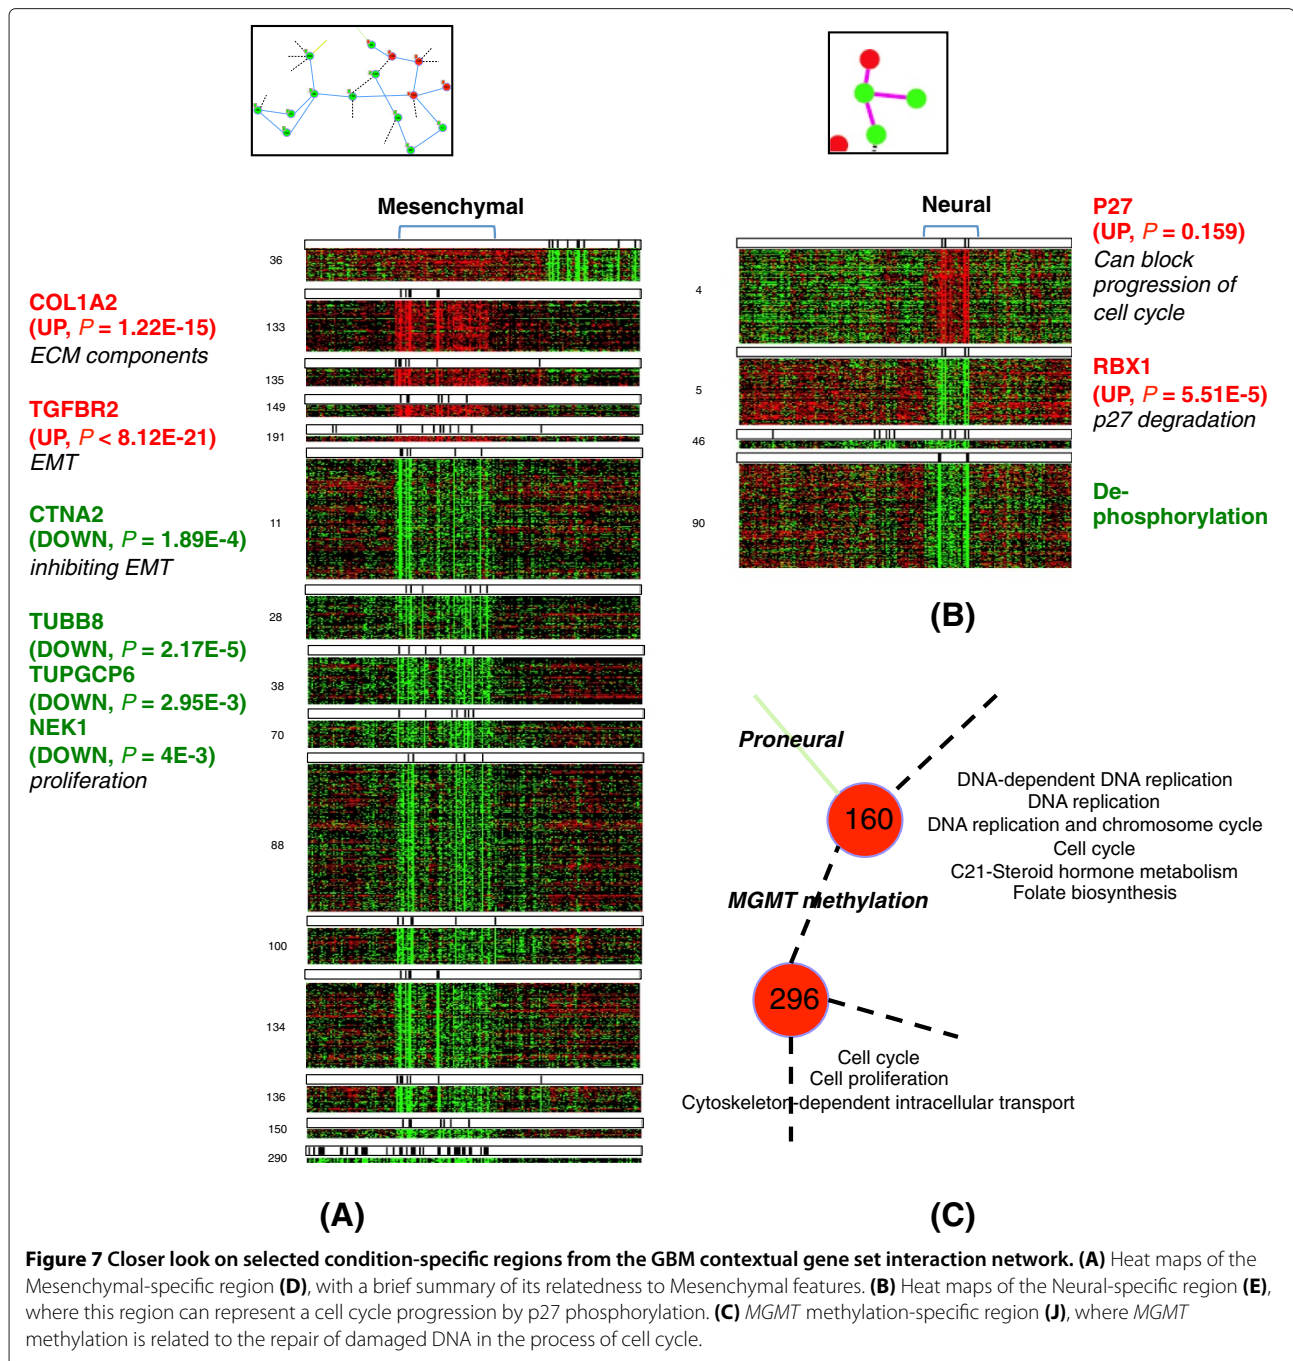 Mesenchymal
36
133
135
149
191
11
28
38
70
88
100
134
136
150
290
COL1A2
(UP, P = 1.22E-15)
ECM components
TGFBR2
(UP, P < 8.12E-21)
EMT
CTNA2
(DOWN, P = 1.89E-4)
inhibiting EMT
TUBB8
(DOWN, P = 2.17E-5)
TUPGCP6
(DOWN, P = 2.95E-3)
NEK1
(DOWN, P = 4E-3)
proliferation
(A)
Neural
4
5
46
90
P27
(UP, P = 0.159)
Can block
progression of
cell cycle
RBX1
(UP, P = 5.51E-5)
p27 degradation
De-
phosphorylation
(B)
Proneural
160
DNA-dependent DNA replication
DNA replication
DNA replication and chromosome cycle
Cell cycle
C21-Steroid hormone metabolism
Folate biosynthesis
MGMT methylation
296
Cell cycle
Cell proliferation
Cytoskeleton-dependent intracellular transport
(C)
Figure 7 Closer look on selected condition-specific regions from the GBM contextual gene set interaction network. (A) Heat maps of the
Mesenchymal-specific region (D), with a brief summary of its relatedness to Mesenchymal features. (B) Heat maps of the Neural-specific region (E),
where this region can represent a cell cycle progression by p27 phosphorylation. (C) MGMT methylation-specific region (J), where MGMT
methylation is related to the repair of damaged DNA in the process of cell cycle.